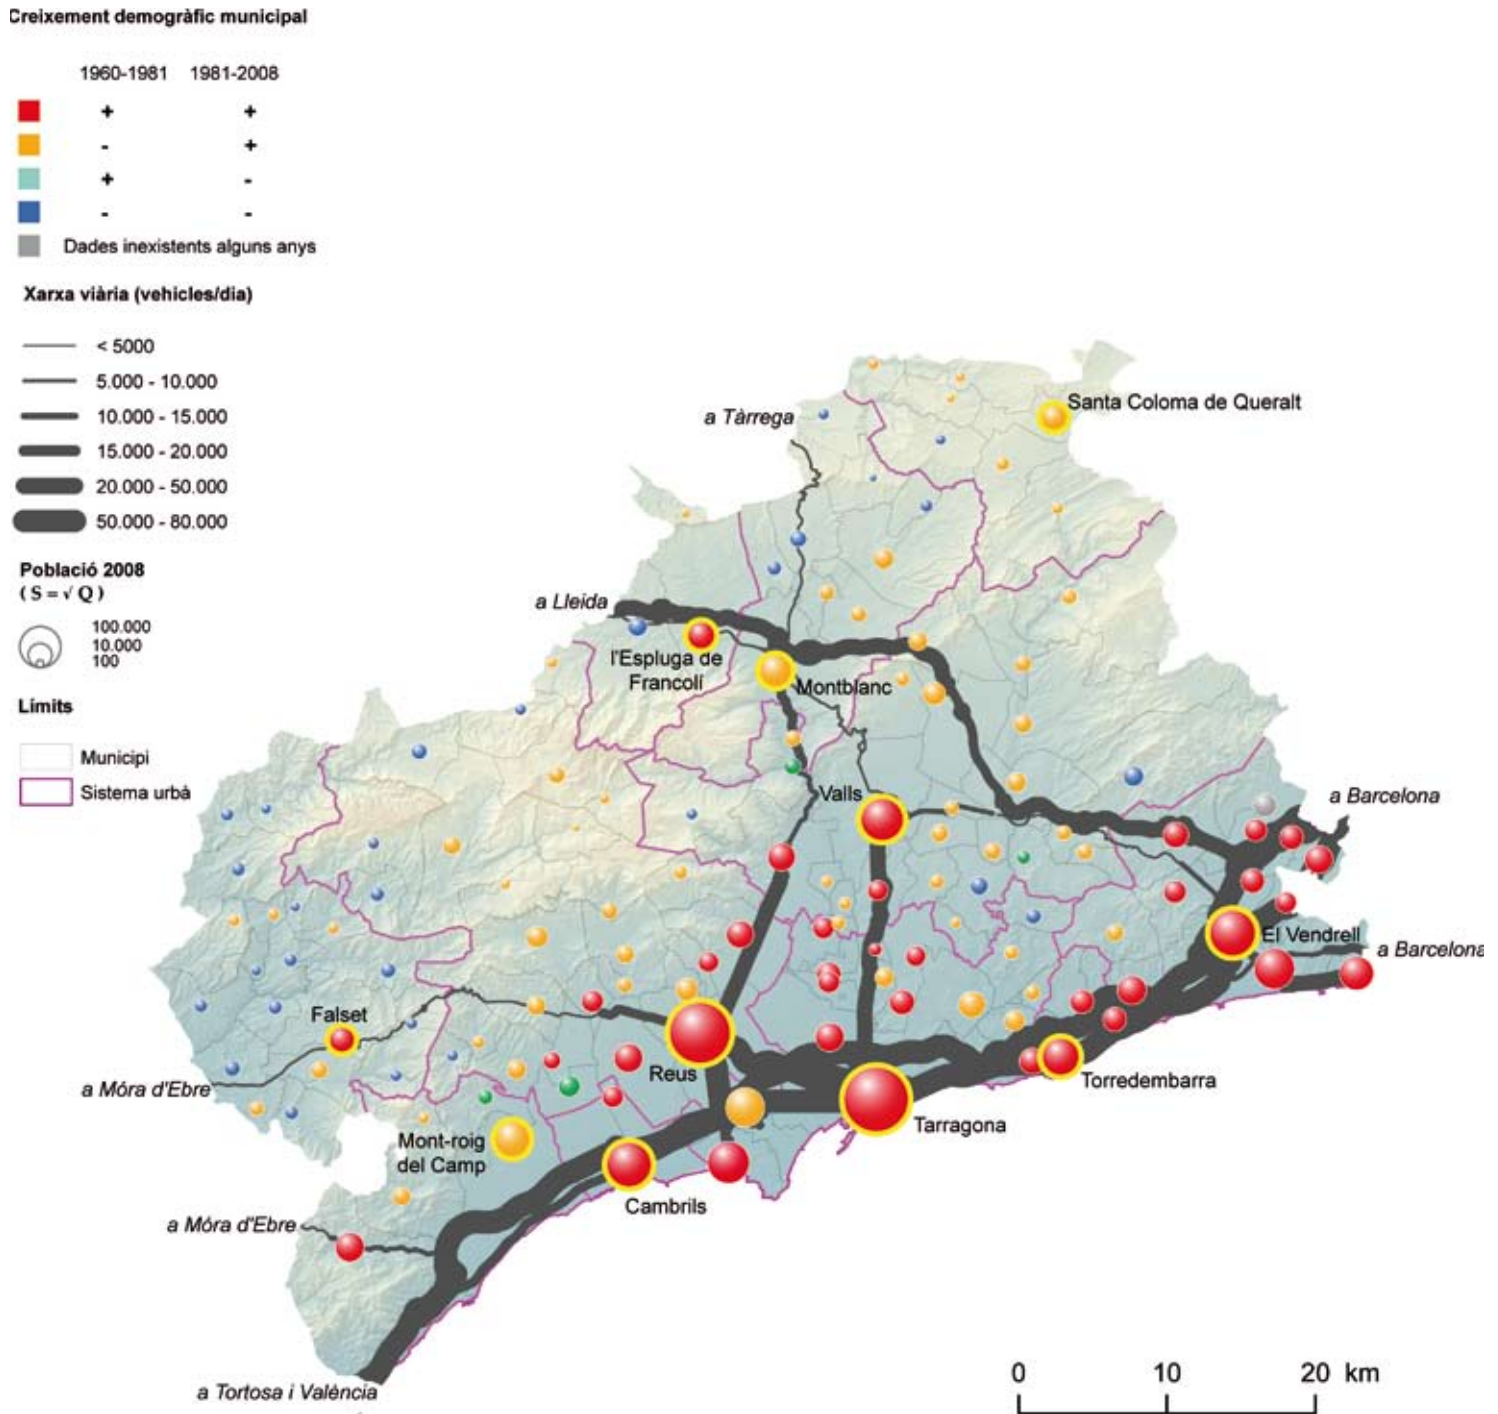 Creixement demogràfic municipal
1960-1981 1981-2008
+ +
- +
+ -
- -
Dades inexistents alguns anys
Xarxa viària (vehicles/dia)
< 5000
5.000 - 10.000
10.000 - 15.000
15.000 - 20.000
20.000 - 50.000
50.000 - 80.000
Població 2008
( S = √ Q )
100.000
10.000
100
Límits
Municipi
Sistema urbà
Santa Coloma de Queralt
a Tàrrega
a Lleida
l'Espluga de
Francolí
Montblanc
Valls
a Barcelona
El Vendrell
a Barcelona
Falset
Reus
a Móra d'Ebre
Torredembarra
Tarragona
Mont-roig
del Camp
Cambrils
a Móra d'Ebre
a Tortosa i València
0 10 20 km